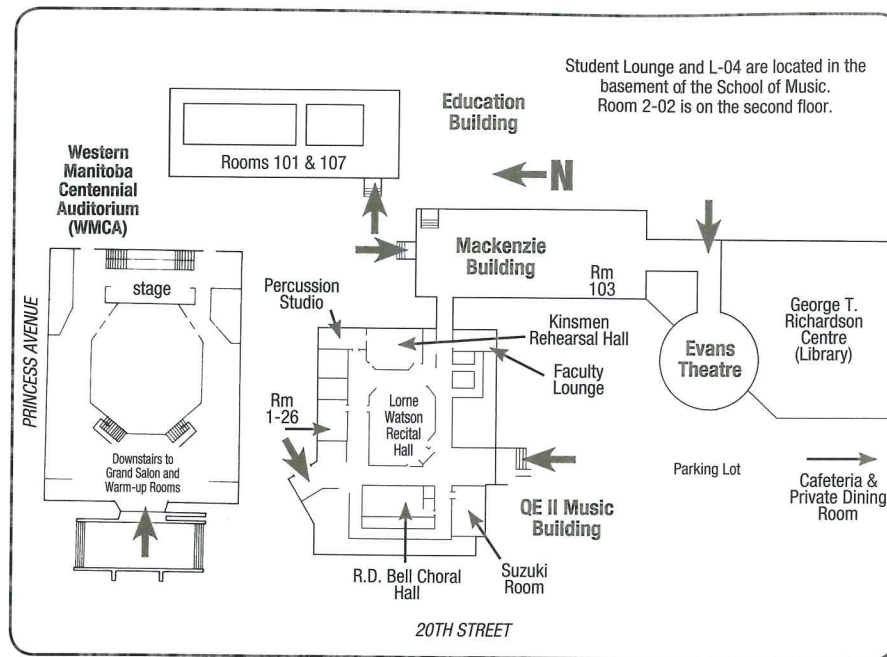 Student Lounge and L-04 are located in the
basement of the School of Music.
Room 2-02 is on the second floor.
Education
Building
Rooms 101 & 107
N
Western
Manitoba
Centennial
Auditorium
(WMCA)
stage
PRINCESS AVENUE
Downstairs to
Grand Salon and
Warm-up Rooms
Mackenzie
Building
Rm
103
Percussion
Studio
Kinsmen
Rehearsal Hall
Faculty
Lounge
Rm
1-26
Lorne
Watson
Recital
Hall
Evans
Theatre
George T.
Richardson
Centre
(Library)
Parking Lot
Cafeteria &
Private Dining
Room
QE II Music
Building
R.D. Bell Choral
Hall
Suzuki
Room
20TH STREET